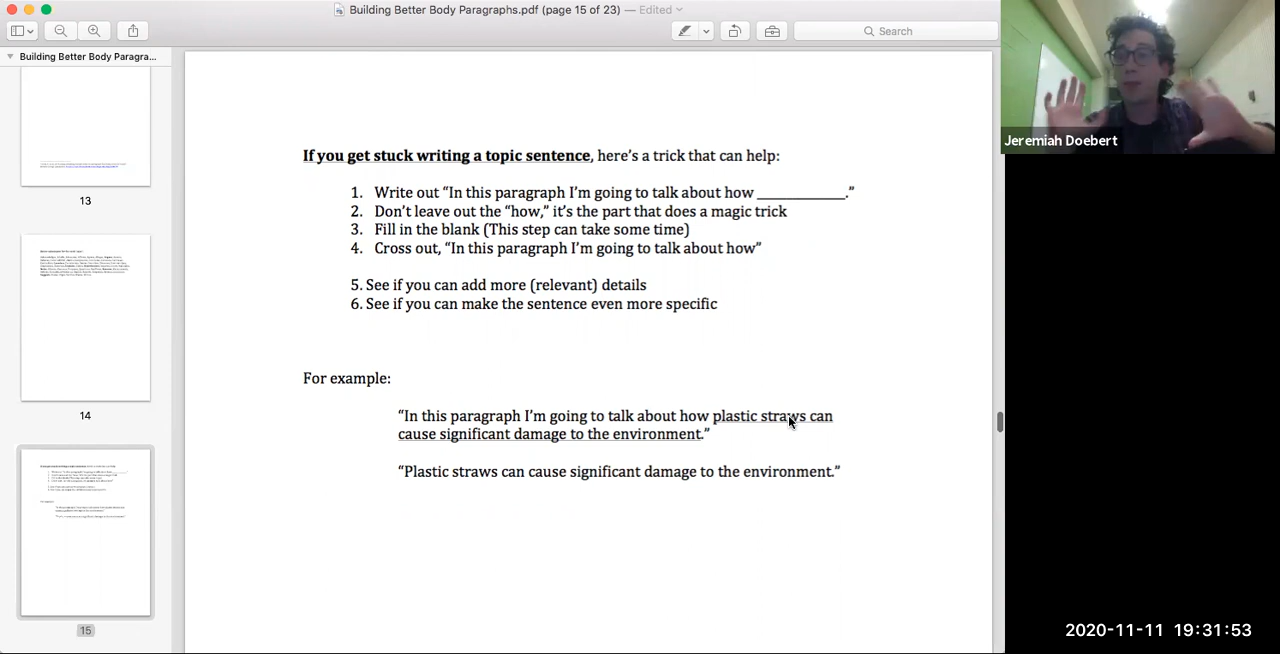 Building Better Body Paragraphs.pdf (page 15 of 23) — Edited
Search
Building Better Body Paragra...
13
14
15
If you get stuck writing a topic sentence, here's a trick that can help:
1. Write out “In this paragraph I'm going to talk about how ____________.”
2. Don't leave out the “how,” it's the part that does a magic trick
3. Fill in the blank (This step can take some time)
4. Cross out, “In this paragraph I'm going to talk about how”
5. See if you can add more (relevant) details
6. See if you can make the sentence even more specific
For example:
“In this paragraph I'm going to talk about how plastic straws can
cause significant damage to the environment.”
“Plastic straws can cause significant damage to the environment.”
Jeremiah Doebert
2020-11-11 19:31:53